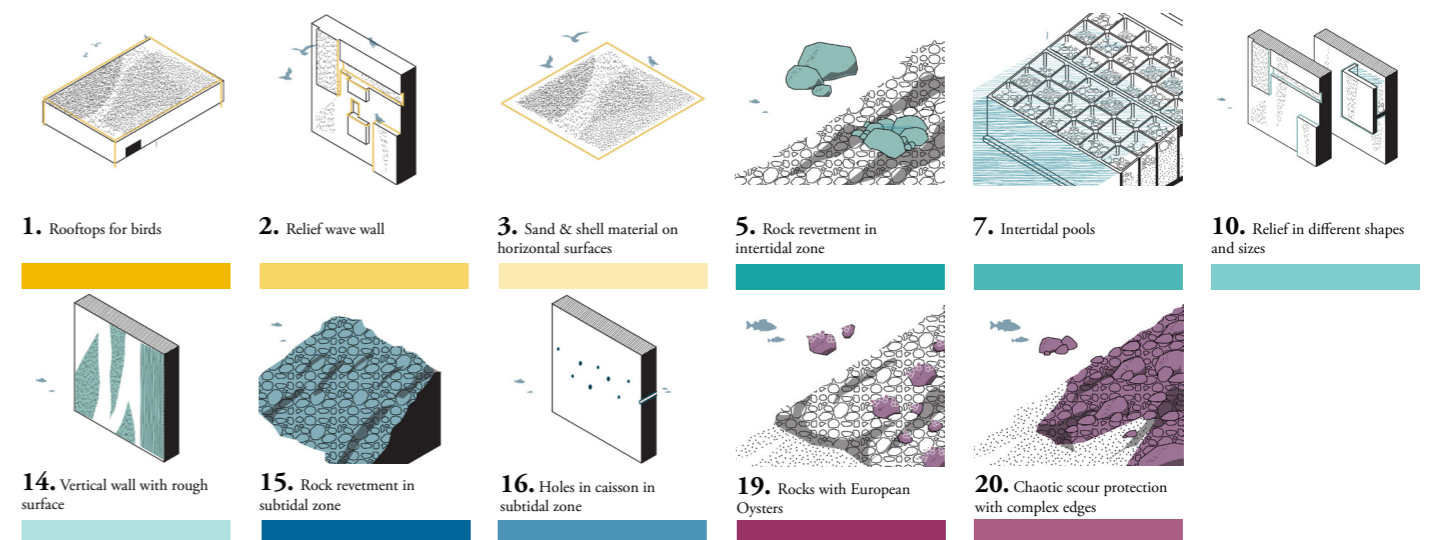 1. Rooftops for birds
2. Relief wave wall
3. Sand & shell material on
horizontal surfaces
5. Rock revetment in
intertidal zone
7. Intertidal pools
10. Relief in different shapes
and sizes
14. Vertical wall with rough
surface
15. Rock revetment in
subtidal zone
16. Holes in caisson in
subtidal zone
19. Rocks with European
Oysters
20. Chaotic scour protection
with complex edges